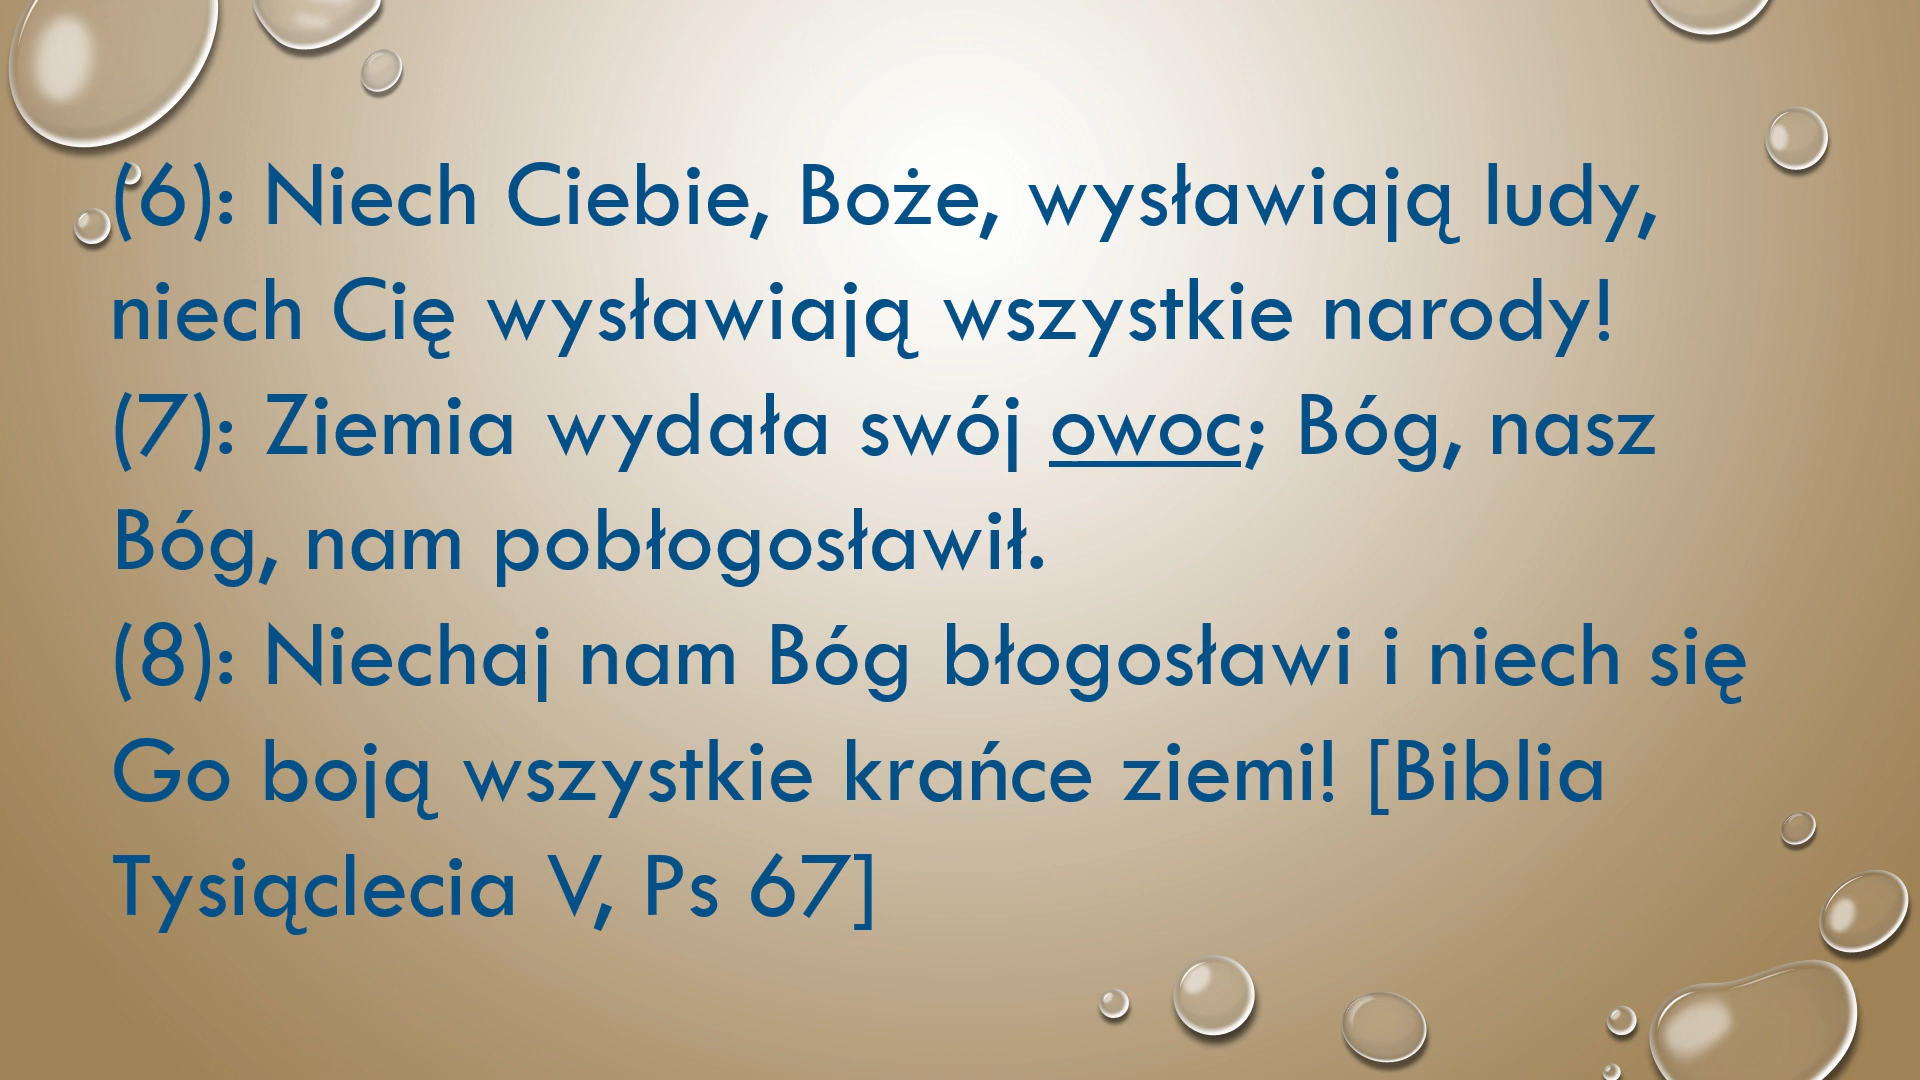 (6): Niech Ciebie, Boże, wysławiają ludy,
niech Cię wysławiają wszystkie narody!
(7): Ziemia wydała swój owoc; Bóg, nasz
Bóg, nam pobłogosławił.
(8): Niechaj nam Bóg błogosławi i niech się
Go boją wszystkie krańce ziemi! [Biblia
Tysiąclecia V, Ps 67]